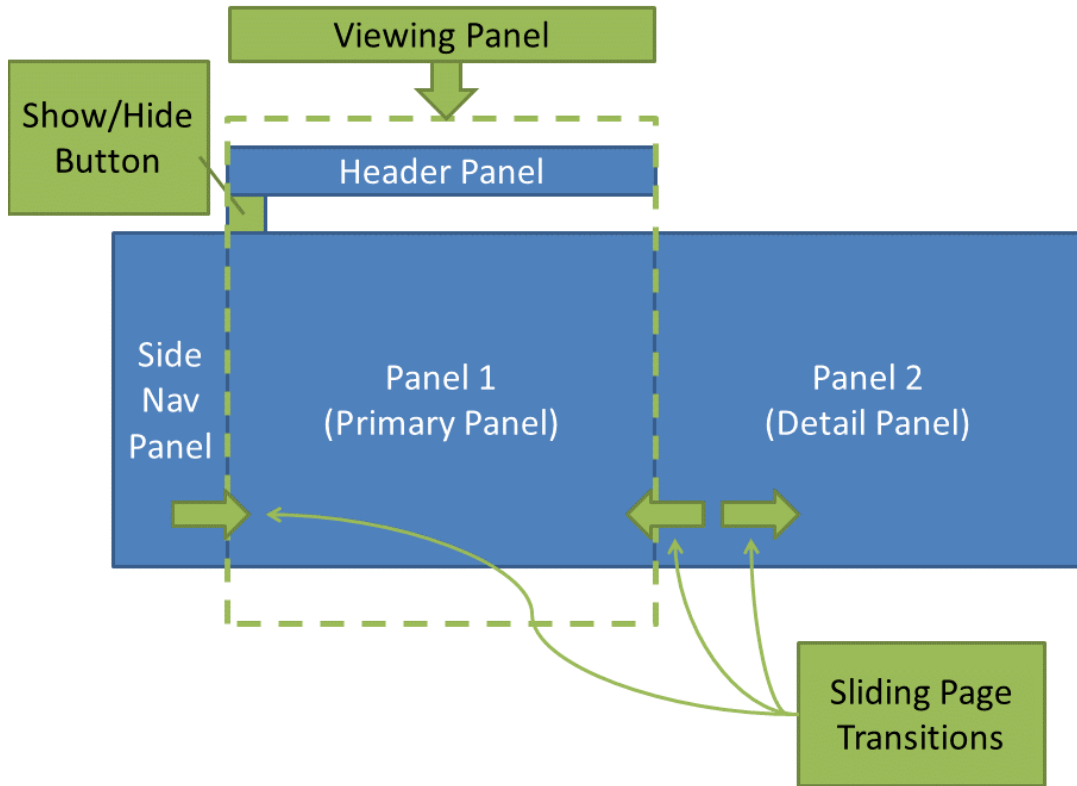 Viewing Panel
Show/Hide
Button
Header Panel
Side
Nav
Panel
Panel 1
(Primary Panel)
Panel 2
(Detail Panel)
Sliding Page
Transitions